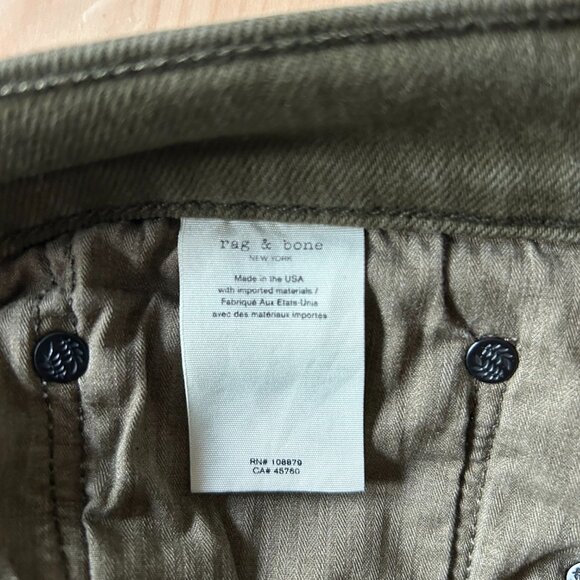 rag & bone
NEW YORK
Made in the USA
with imported materials /
Fabriqué Aux Etats-Unis
avec des matériaux importes
RN# 108879
CA# 45760